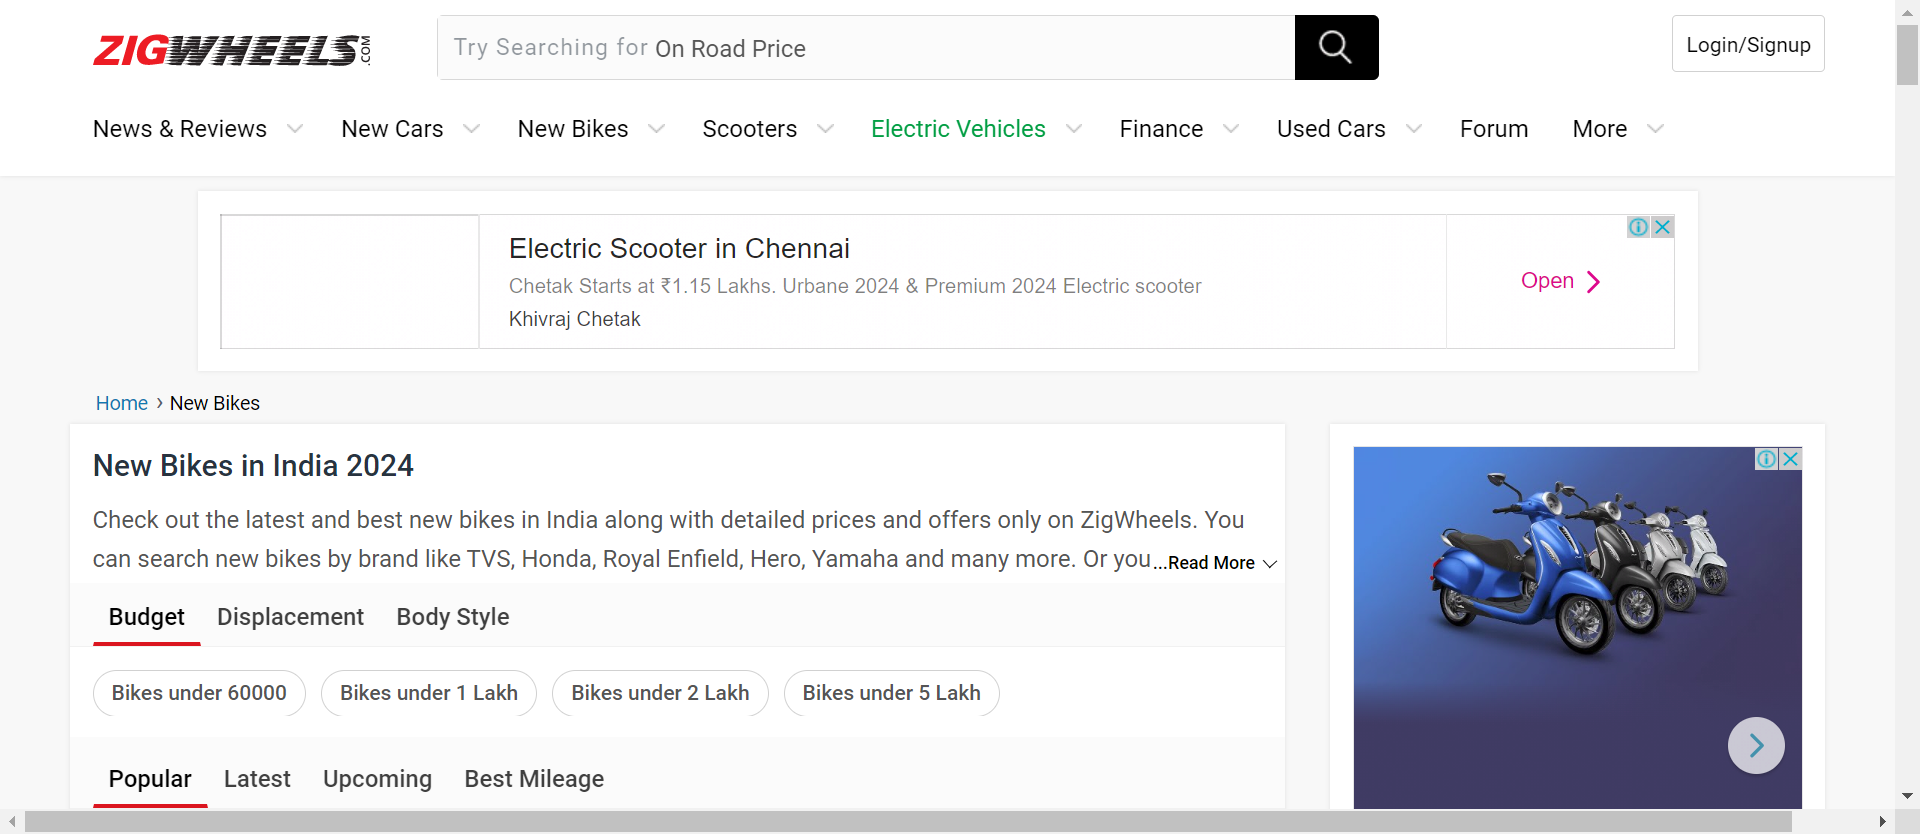 ZIGWHEELS.COM
Try Searching for On Road Price
Login/Signup
News & Reviews New Cars New Bikes Scooters Electric Vehicles Finance Used Cars Forum More
Electric Scooter in Chennai
Chetak Starts at ₹1.15 Lakhs. Urbane 2024 & Premium 2024 Electric scooter
Khivraj Chetak
Open
Home › New Bikes
New Bikes in India 2024
Check out the latest and best new bikes in India along with detailed prices and offers only on ZigWheels. You
can search new bikes by brand like TVS, Honda, Royal Enfield, Hero, Yamaha and many more. Or you...Read More
Budget Displacement Body Style
Bikes under 60000 Bikes under 1 Lakh Bikes under 2 Lakh Bikes under 5 Lakh
Popular Latest Upcoming Best Mileage